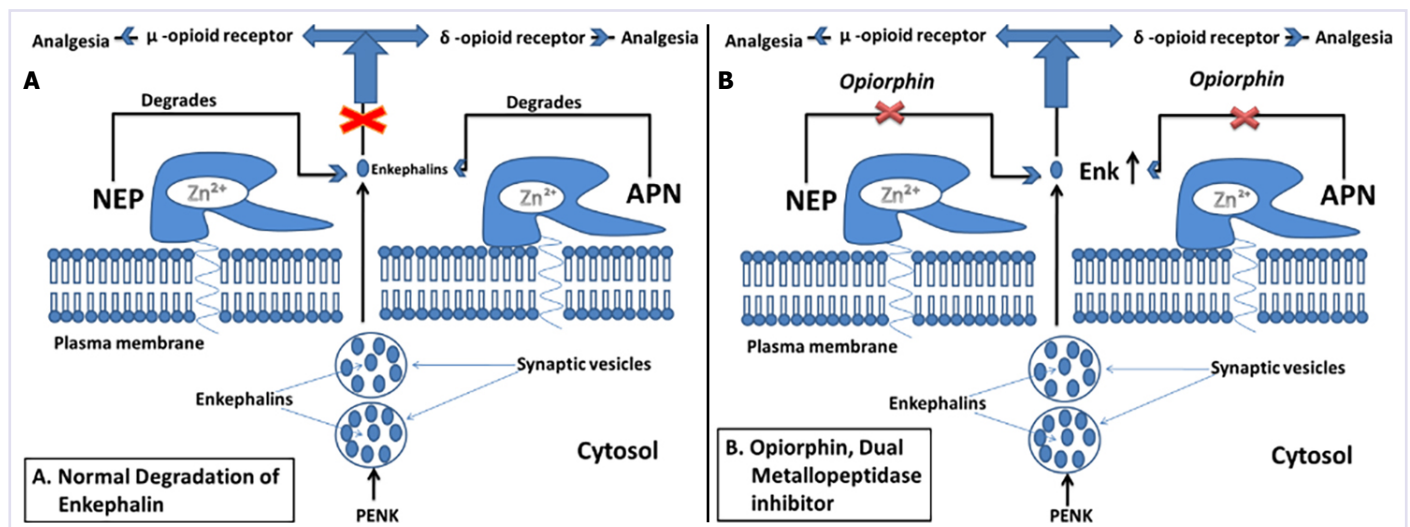 Analgesia μ -opioid receptor δ -opioid receptor Analgesia
A
Degrades Degrades
Enkephalins
NEP Zn2+ Zn2+ APN
Plasma membrane
Synaptic vesicles
Enkephalins
Cytosol
A. Normal Degradation of
Enkephalin
PENK
Analgesia μ -opioid receptor δ -opioid receptor Analgesia
B
Opiorphin Opiorphin
Enk
NEP Zn2+ Zn2+ APN
Plasma membrane
Synaptic vesicles
Enkephalins
Cytosol
B. Opiorphin, Dual
Metallopeptidase
inhibitor
PENK